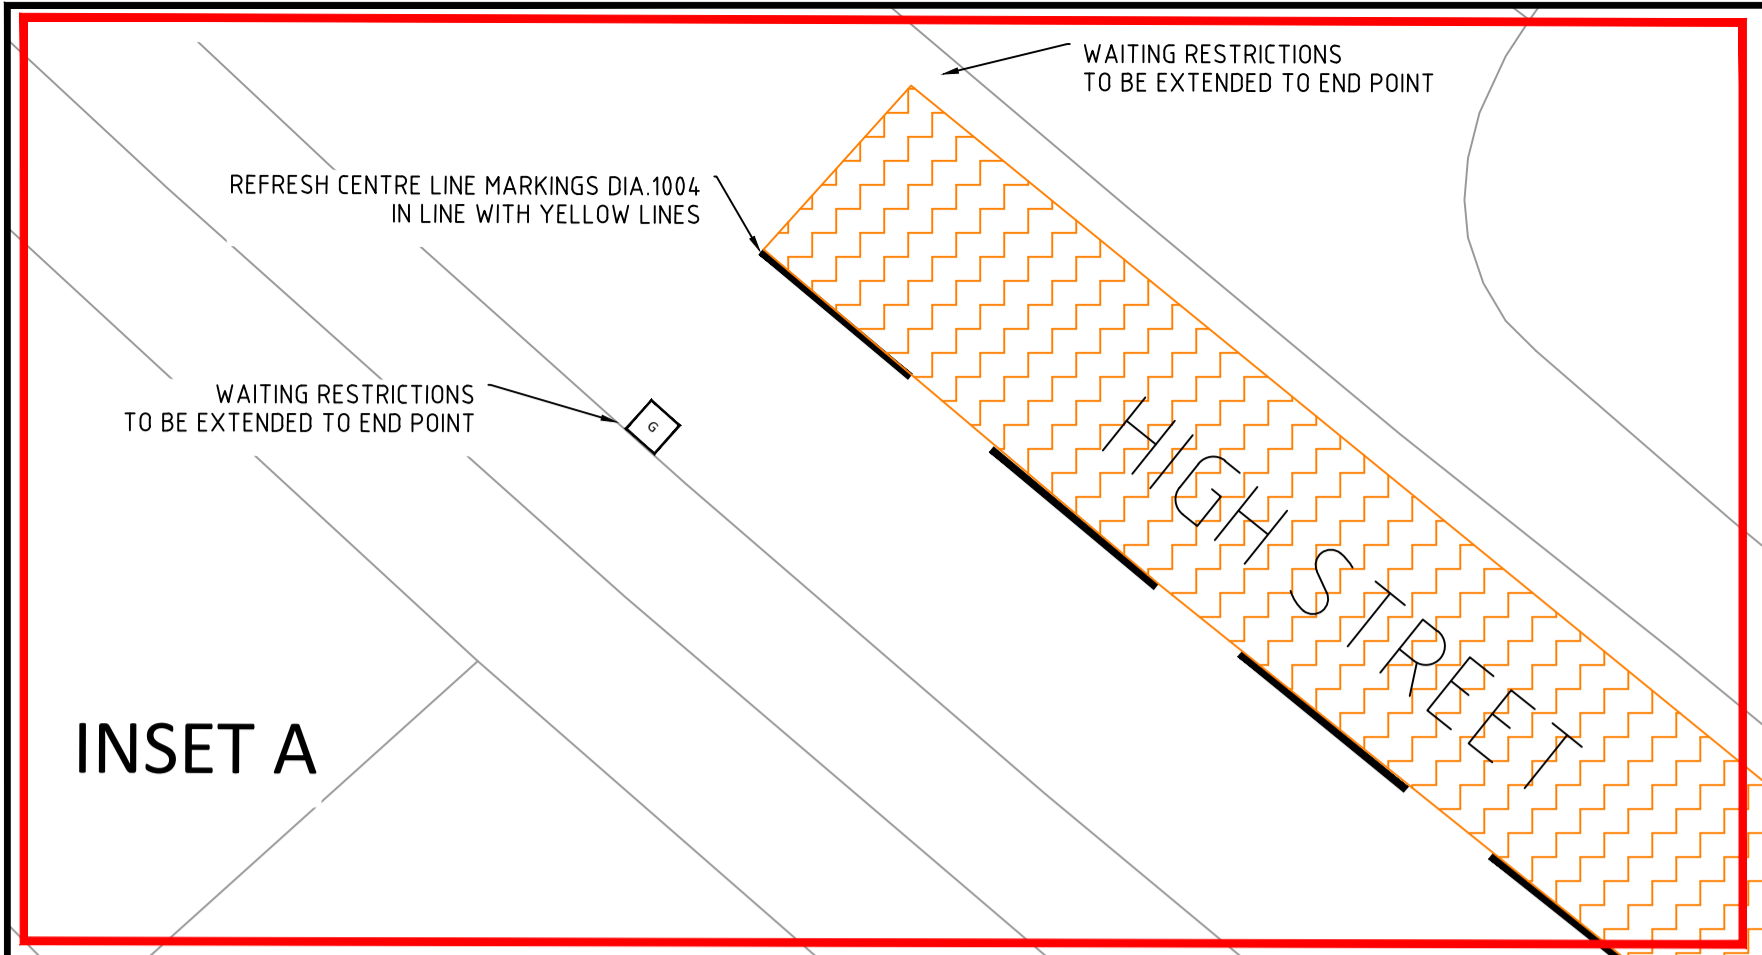 WAITING RESTRICTIONS
TO BE EXTENDED TO END POINT
REFRESH CENTRE LINE MARKINGS DIA.1004
IN LINE WITH YELLOW LINES
WAITING RESTRICTIONS
TO BE EXTENDED TO END POINT
G
HIGH STREET
INSET A